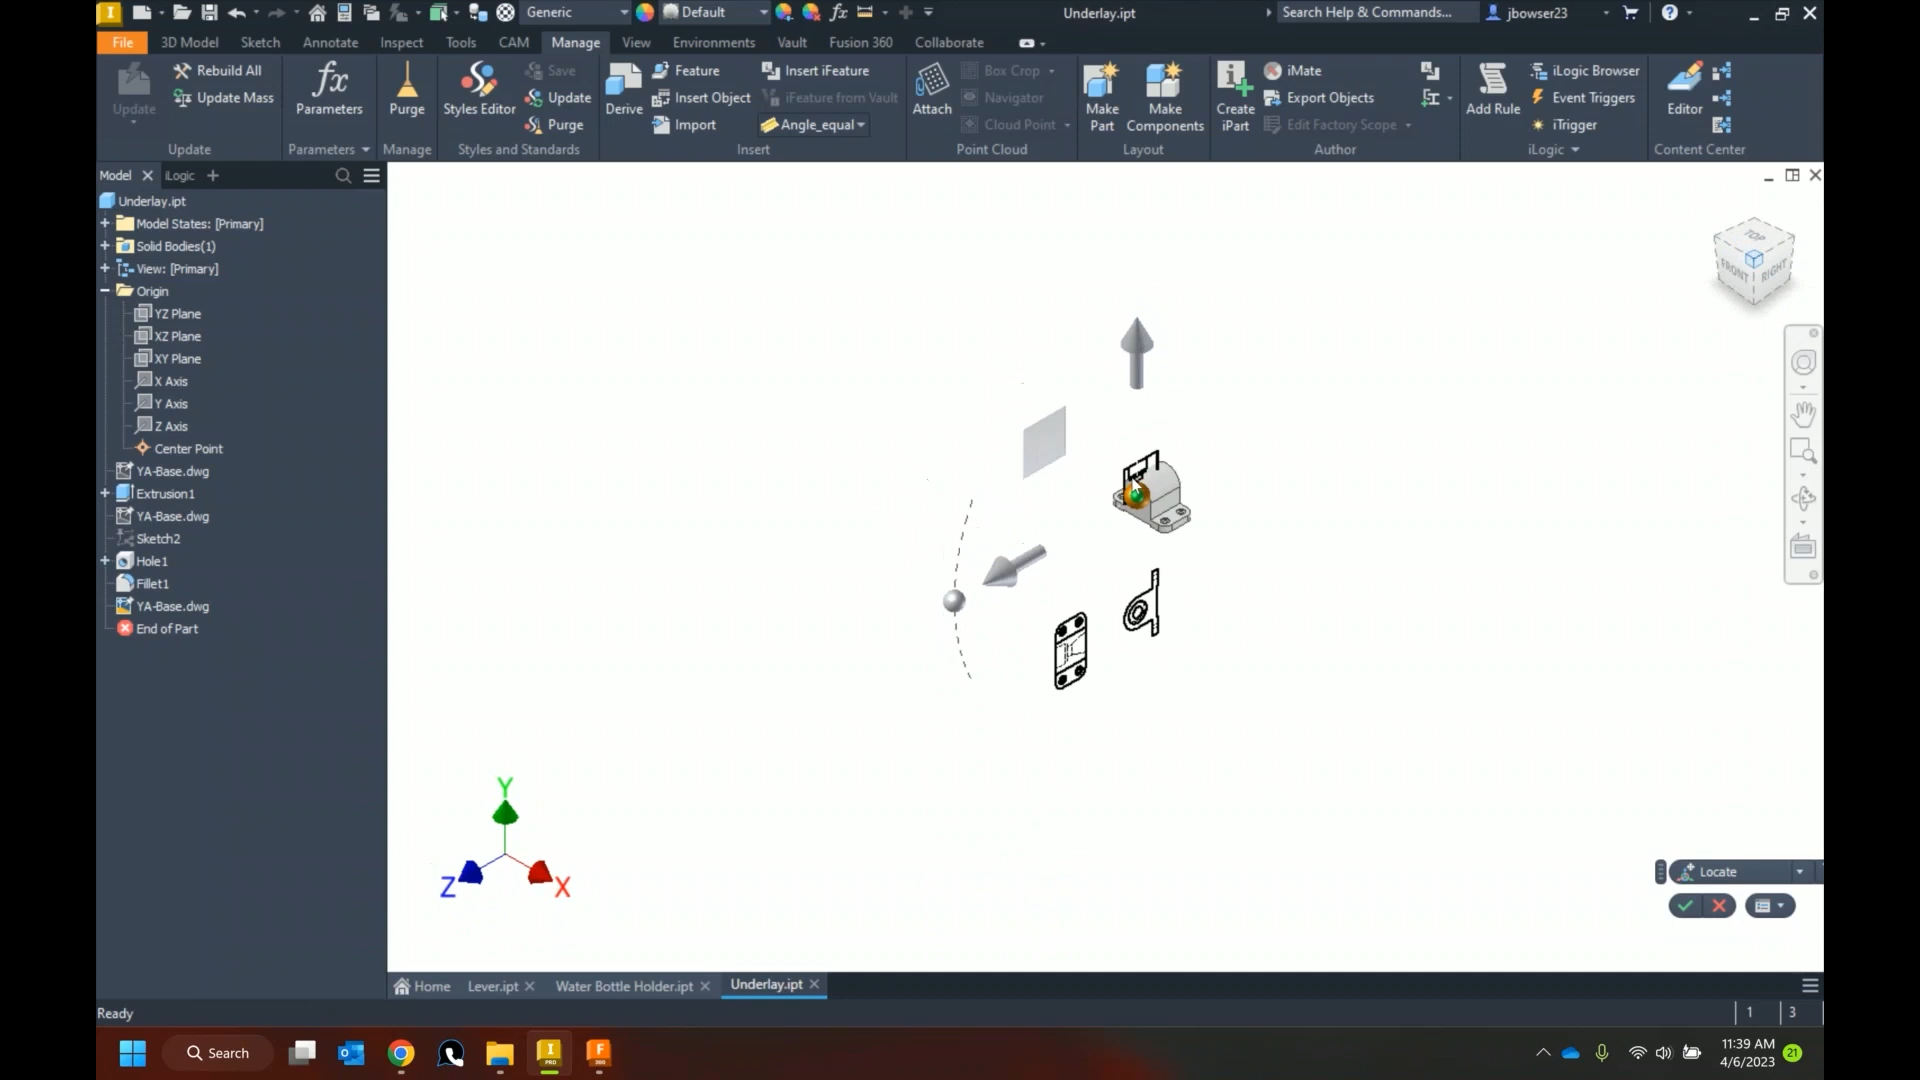 Generic
Default
Underlay.ipt
Search Help & Commands...
jbowser23
File
3D Model
Sketch
Annotate
Inspect
Tools
CAM
Manage
View
Environments
Vault
Fusion 360
Collaborate
Update
Rebuild All
Update Mass
Update
Parameters
Parameters
Purge
Manage
Styles Editor
Save
Update
Purge
Styles and Standards
Derive
Feature
Insert Object
Import
Insert iFeature
iFeature from Vault
Angle_equal
Insert
Attach
Box Crop
Navigator
Cloud Point
Point Cloud
Make Part
Make Components
Layout
Create iPart
iMate
Export Objects
Edit Factory Scope
Author
Add Rule
iLogic Browser
Event Triggers
iTrigger
iLogic
Editor
Content Center
Model
iLogic
Underlay.ipt
Model States: [Primary]
Solid Bodies(1)
View: [Primary]
Origin
YZ Plane
XZ Plane
XY Plane
X Axis
Y Axis
Z Axis
Center Point
YA-Base.dwg
Extrusion1
YA-Base.dwg
Sketch2
Hole1
Fillet1
YA-Base.dwg
End of Part
TOP
FRONT
RIGHT
Y
Z
X
Locate
Home
Lever.ipt
Water Bottle Holder.ipt
Underlay.ipt
Ready
1
3
Search
11:39 AM
4/6/2023
21